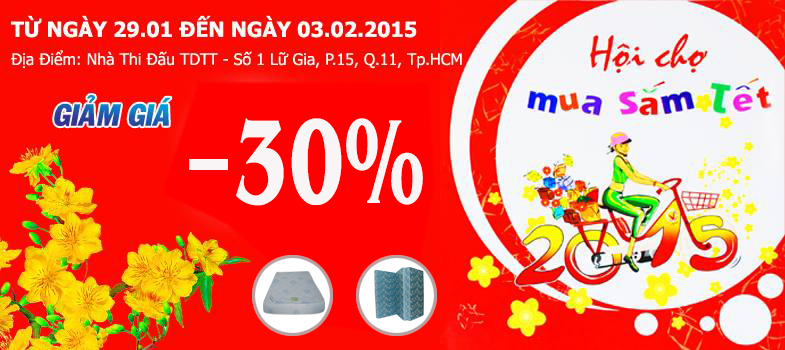 TỪ NGÀY 29.01 ĐẾN NGÀY 03.02.2015
Địa Điểm: Nhà Thi Đấu TDTT - Số 1 Lữ Gia, P.15, Q.11, Tp.HCM
GIẢM GIÁ
-30%
Hội chợ
mua sắm Tết
2015